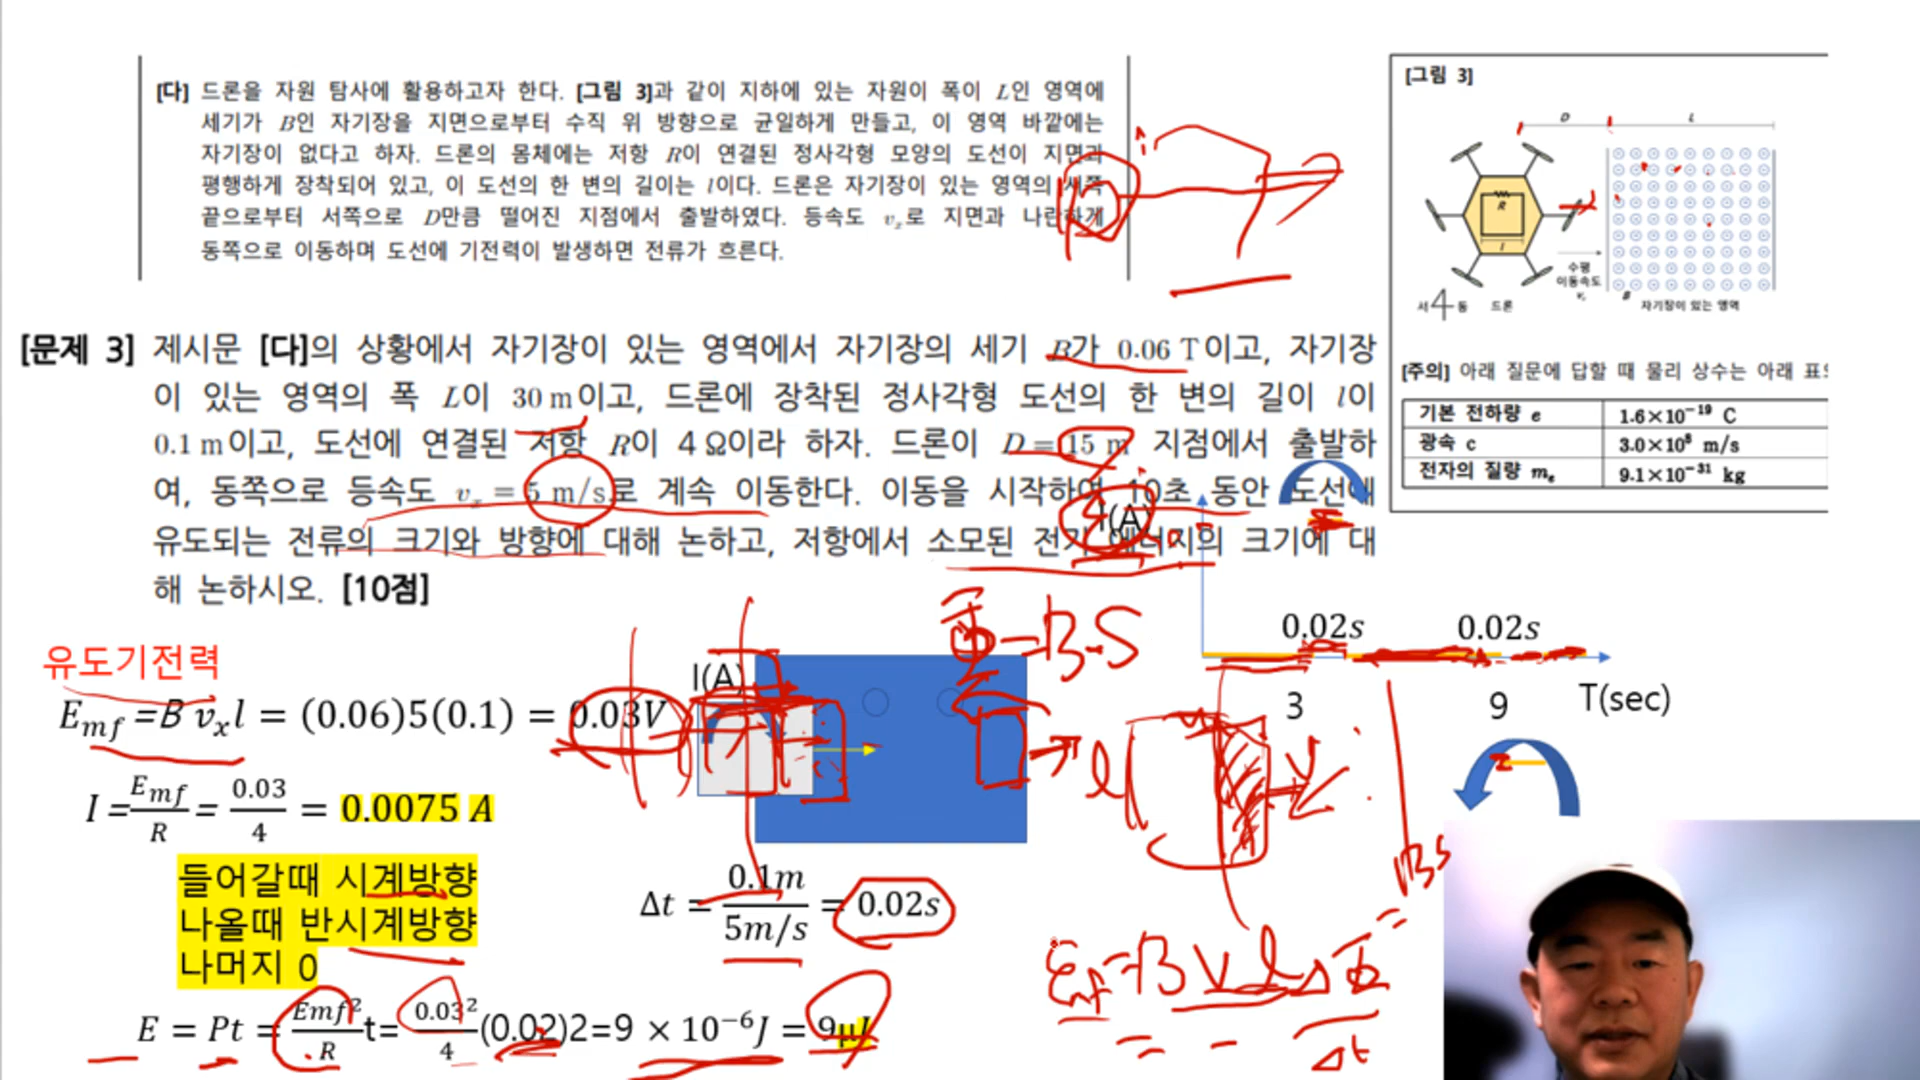 [다] 드론을 자원 탐사에 활용하고자 한다. [그림 3]과 같이 지하에 있는 자원이 폭이 L인 영역에
세기가 B인 자기장을 지면으로부터 수직 위 방향으로 균일하게 만들고, 이 영역 바깥에는
자기장이 없다고 하자. 드론의 몸체에는 저항 R이 연결된 정사각형 모양의 도선이 지면과
평행하게 장착되어 있고, 이 도선의 한 변의 길이는 l이다. 드론은 자기장이 있는 영역의 서쪽
끝으로부터 서쪽으로 D만큼 떨어진 지점에서 출발하였다. 등속도 vₓ로 지면과 나란하게
동쪽으로 이동하며 도선에 기전력이 발생하면 전류가 흐른다.
[그림 3]
D L
R
l
수평
이동속도
vₓ
B
서 4 동 드론 자기장이 있는 영역
[문제 3] 제시문 [다]의 상황에서 자기장이 있는 영역에서 자기장의 세기 B가 0.06 T이고, 자기장
이 있는 영역의 폭 L이 30 m이고, 드론에 장착된 정사각형 도선의 한 변의 길이 l이
0.1 m이고, 도선에 연결된 저항 R이 4 Ω이라 하자. 드론이 D = 15 m 지점에서 출발하
여, 동쪽으로 등속도 vₓ = 5 m/s로 계속 이동한다. 이동을 시작하여 10초 동안 도선에
유도되는 전류의 크기와 방향에 대해 논하고, 저항에서 소모된 전기 에너지의 크기에 대
해 논하시오. [10점]
[주의] 아래 질문에 답할 때 물리 상수는 아래 표
기본 전하량 e 1.6×10⁻¹⁹ C
광속 c 3.0×10⁸ m/s
전자의 질량 mₑ 9.1×10⁻³¹ kg
I(A)
0.02s 0.02s
3 9 T(sec)
유도기전력
Emf =B vₓl = (0.06)5(0.1) = 0.03V
I = Emf/R = 0.03/4 = 0.0075 A
들어갈때 시계방향
나올때 반시계방향
나머지 0
E = Pt = Emf²/R t= 0.03²/4 (0.02)2=9 × 10⁻⁶J = 9μJ
I(A)
Δt = 0.1m / 5m/s = 0.02s
Φ = B·S
l
V
BS
Emf = B V l ΔΦ
Δt